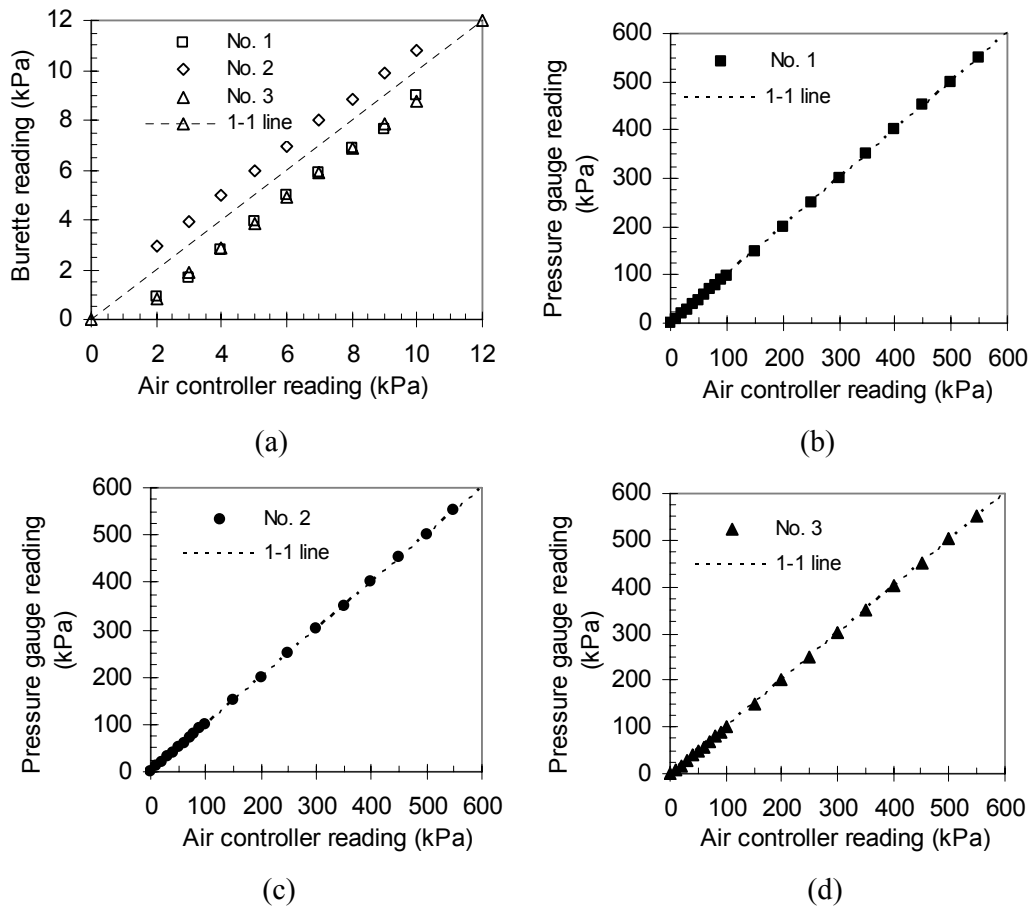 12
10
8
6
4
2
0
Burette reading (kPa)
No. 1
No. 2
No. 3
1-1 line
0 2 4 6 8 10 12
Air controller reading (kPa)
(a)
600
500
400
300
200
100
0
Pressure gauge reading
(kPa)
No. 1
1-1 line
0 100 200 300 400 500 600
Air controller reading (kPa)
(b)
600
500
400
300
200
100
0
Pressure gauge reading
(kPa)
No. 2
1-1 line
0 100 200 300 400 500 600
Air controller reading (kPa)
(c)
600
500
400
300
200
100
0
Pressure gauge reading
(kPa)
No. 3
1-1 line
0 100 200 300 400 500 600
Air controller reading (kPa)
(d)